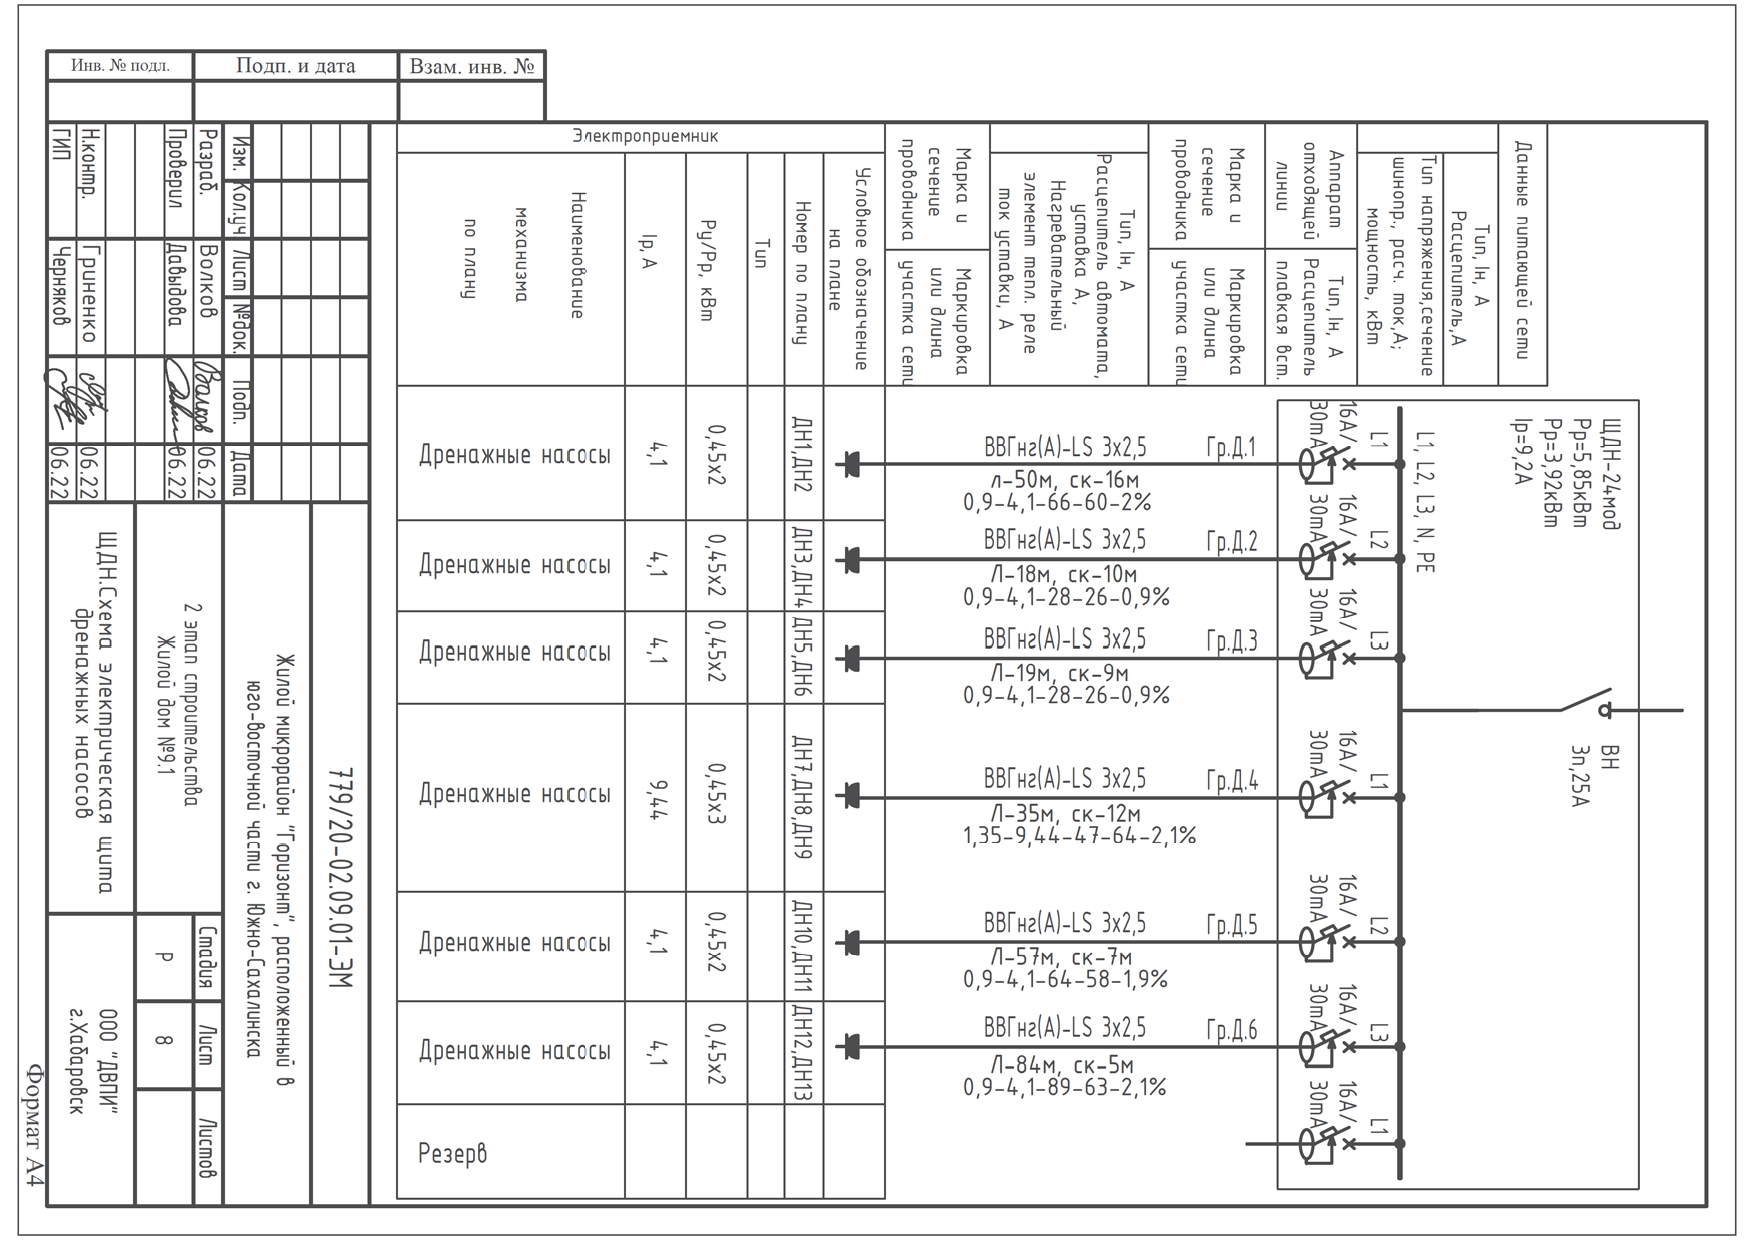 Инв. № подл.
Подп. и дата
Взам. инв. №
Данные питающей сети
Тип, Iн, А
Расцепитель,А
Тип напряжения,сечение
шинопр., расч. ток,А;
мощность, кВт
Аппарат
отходящей
линии
Тип, Iн, А
Расцепитель
плавкая вст.
Марка и
сечение
проводника
Маркировка
или длина
участка сети
Тип, Iн, А
Расцепитель автомата,
уставка А,
Нагревательный
элемент тепл. реле
ток уставки, А
Марка и
сечение
проводника
Маркировка
или длина
участка сети
Электроприемник
Условное обозначение
на плане
Номер по плану
Тип
Ру/Рр, кВт
Iр,А
Наименование
механизма
по плану
ЩДН-24мод
Рр=5,85кВт
Рр=3,92кВт
Iр=9,2А
ВН
3п,25А
L1, L2, L3, N, PE
L1
16А/
30mA
Гр.Д.1
ВВГнг(А)-LS 3х2,5
л-50м, ск-16м
0,9-4,1-66-60-2%
ДН1,ДН2
0,45х2
4,1
Дренажные насосы
L2
16А/
30mA
Гр.Д.2
ВВГнг(А)-LS 3х2,5
Л-18м, ск-10м
0,9-4,1-28-26-0,9%
ДН3,ДН4
0,45х2
4,1
Дренажные насосы
L3
16А/
30mA
Гр.Д.3
ВВГнг(А)-LS 3х2,5
Л-19м, ск-9м
0,9-4,1-28-26-0,9%
ДН5,ДН6
0,45х2
4,1
Дренажные насосы
L1
16А/
30mA
Гр.Д.4
ВВГнг(А)-LS 3х2,5
Л-35м, ск-12м
1,35-9,44-47-64-2,1%
ДН7,ДН8,ДН9
0,45х3
9,44
Дренажные насосы
L2
16А/
30mA
Гр.Д.5
ВВГнг(А)-LS 3х2,5
Л-57м, ск-7м
0,9-4,1-64-58-1,9%
ДН10,ДН11
0,45х2
4,1
Дренажные насосы
L3
16А/
30mA
Гр.Д.6
ВВГнг(А)-LS 3х2,5
Л-84м, ск-5м
0,9-4,1-89-63-2,1%
ДН12,ДН13
0,45х2
4,1
Дренажные насосы
L1
16А/
30mA
Резерв
779/20-02.09.01-ЭМ
Жилой микрорайон "Горизонт", расположенный в
юго-восточной части г. Южно-Сахалинска
Изм.
Кол.уч
Лист
№док.
Подп.
Дата
Разраб.
Волков
Волков
06.22
Проверил
Давыдова
06.22
Н.контр.
Гриненко
06.22
ГИП
Черняков
06.22
2 этап строительства
Жилой дом №9.1
Стадия
Лист
Листов
Р
8
ЩДН.Схема электрическая щита
дренажных насосов
ООО "ДВПИ"
г.Хабаровск
Формат А4